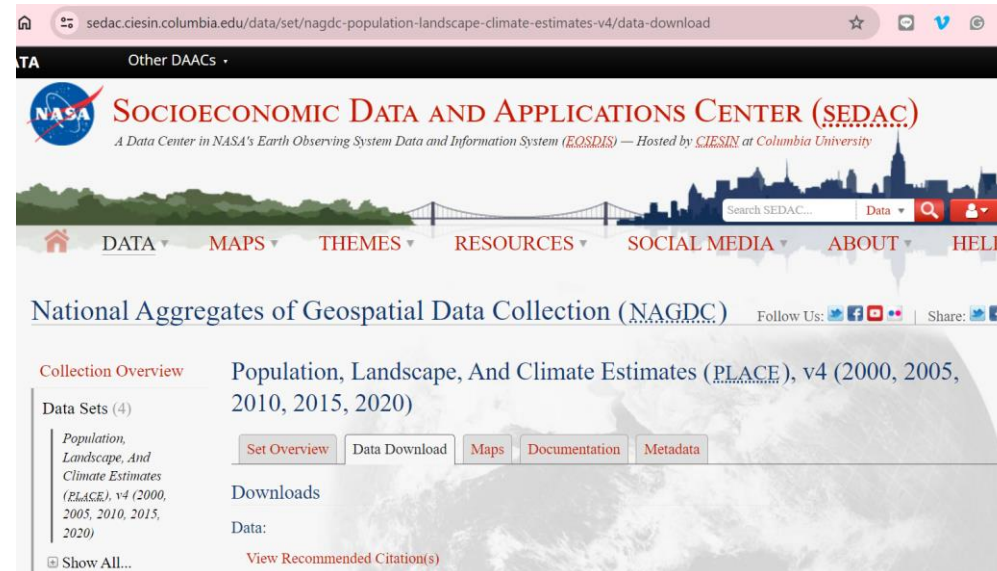 sedac.ciesin.columbia.edu/data/set/nagdc-population-landscape-climate-estimates-v4/data-download
TA
Other DAACs
NASA
SOCIOECONOMIC DATA AND APPLICATIONS CENTER (SEDAC)
A Data Center in NASA's Earth Observing System Data and Information System (EOSDIS) — Hosted by CIESIN at Columbia University
Search SEDAC... Data
DATA MAPS THEMES RESOURCES SOCIAL MEDIA ABOUT HELP
National Aggregates of Geospatial Data Collection (NAGDC) Follow Us: | Share:
Collection Overview
Data Sets (4)
Population,
Landscape, And
Climate Estimates
(PLACE), v4 (2000,
2005, 2010, 2015,
2020)
Show All...
Population, Landscape, And Climate Estimates (PLACE), v4 (2000, 2005,
2010, 2015, 2020)
Set Overview Data Download Maps Documentation Metadata
Downloads
Data:
View Recommended Citation(s)